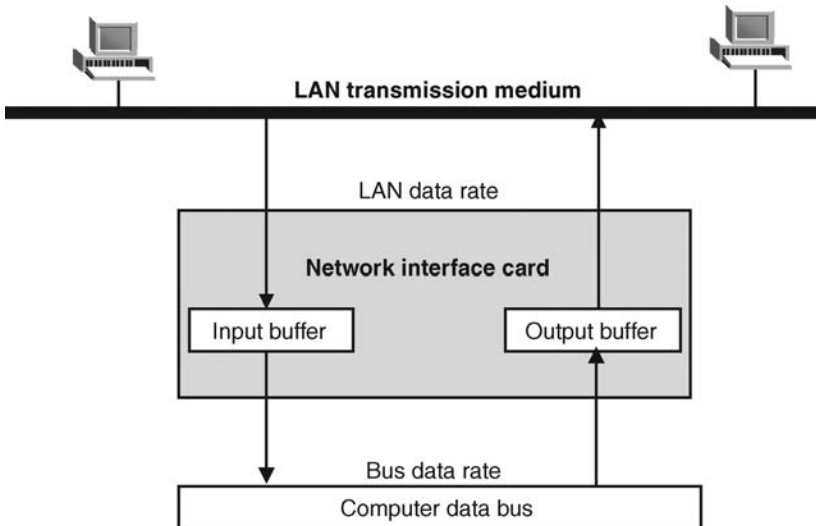 LAN transmission medium
LAN data rate
Network interface card
Input buffer
Output buffer
Bus data rate
Computer data bus